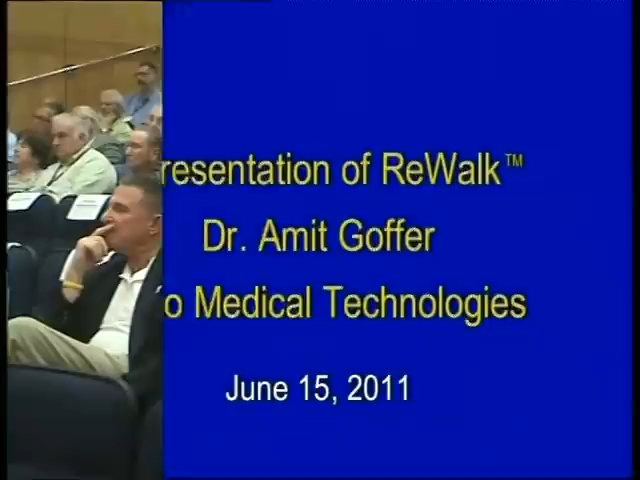 resentation of ReWalk™
Dr. Amit Goffer
o Medical Technologies
June 15, 2011